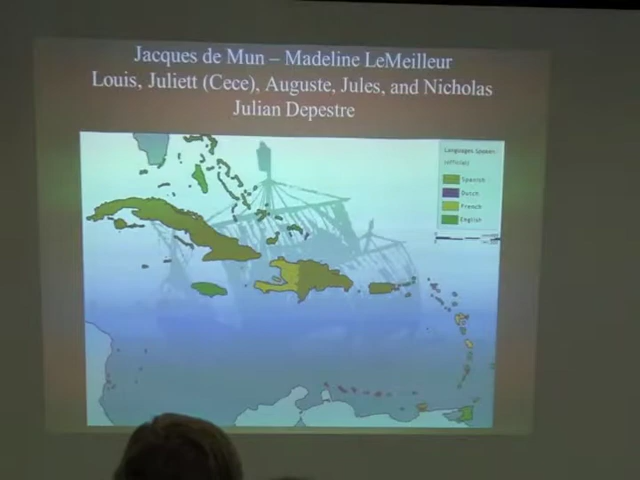 Jacques de Mun – Madeline LeMeilleur
Louis, Juliett (Cece), Auguste, Jules, and Nicholas
Julian Depestre
Languages Spoken
(official)
Spanish
Dutch
French
English